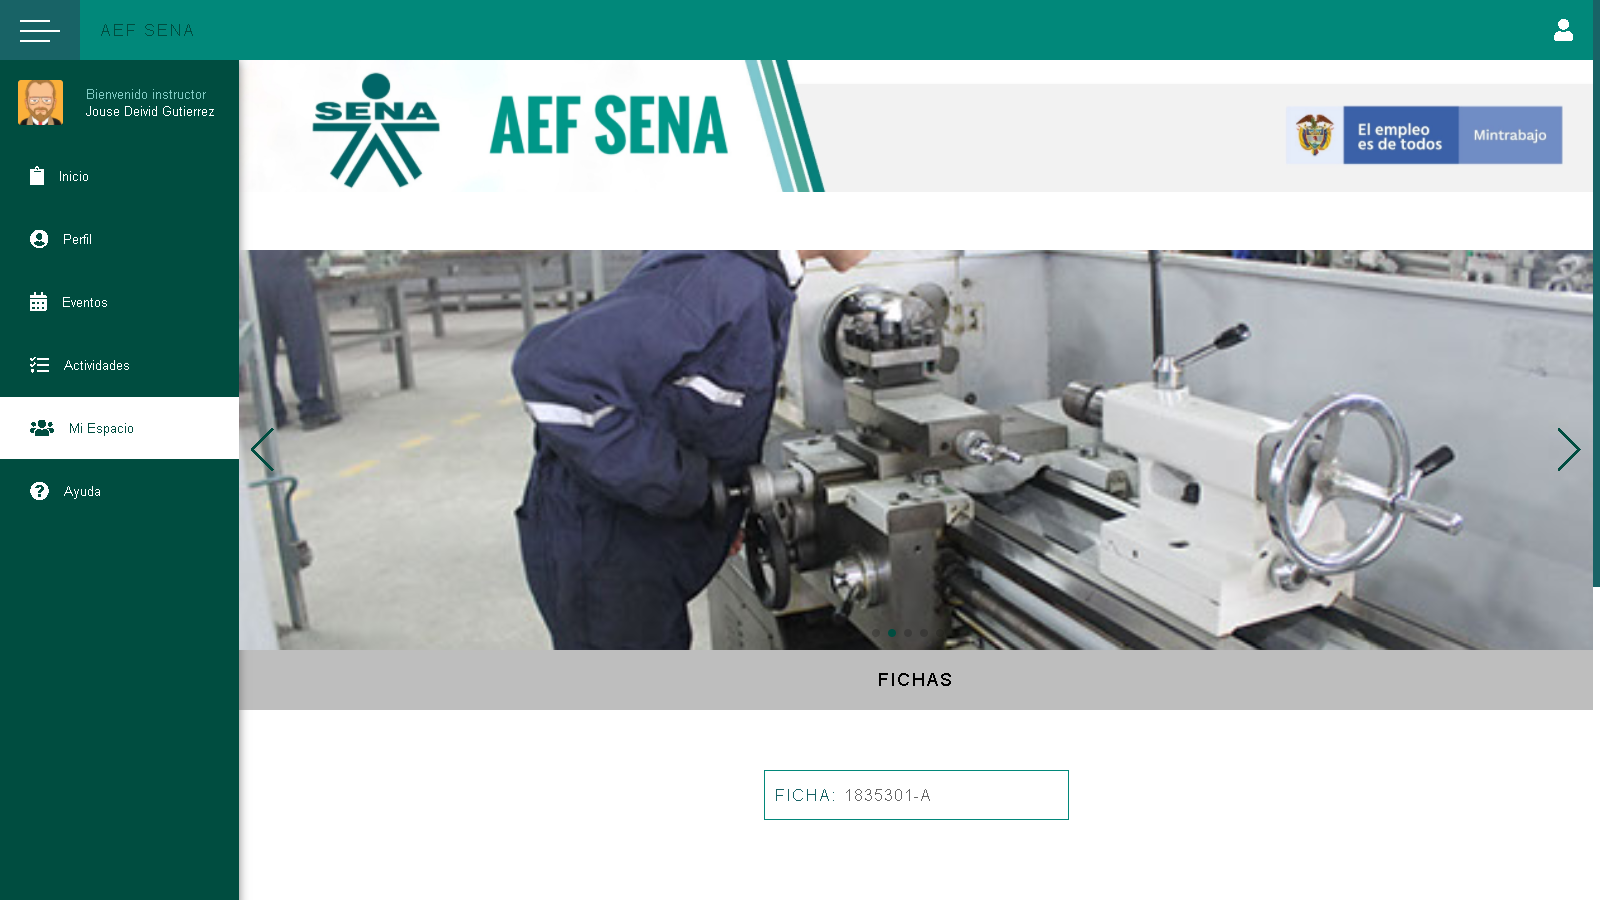 AEF SENA
Bienvenido instructor
Jouse Deivid Gutierrez
Inicio
Perfil
Eventos
Actividades
Mi Espacio
Ayuda
SENA
AEF SENA
El empleo
es de todos
Mintrabajo
FICHAS
FICHA: 1835301-A